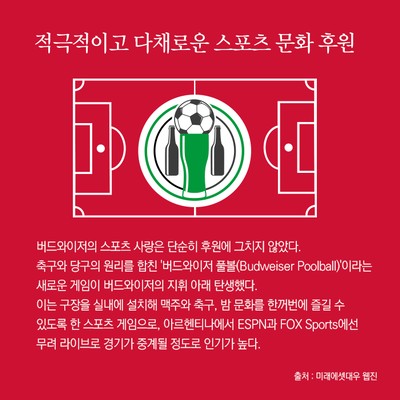 적극적이고 다채로운 스포츠 문화 후원
버드와이저의 스포츠 사랑은 단순히 후원에 그치지 않았다.
축구와 당구의 원리를 합친 '버드와이저 풀볼(Budweiser Poolball)'이라는
새로운 게임이 버드와이저의 지휘 아래 탄생했다.
이는 구장을 실내에 설치해 맥주와 축구, 밤 문화를 한꺼번에 즐길 수
있도록 한 스포츠 게임으로, 아르헨티나에서 ESPN과 FOX Sports에선
무려 라이브로 경기가 중계될 정도로 인기가 높다.
출처 : 미래에셋대우 웹진